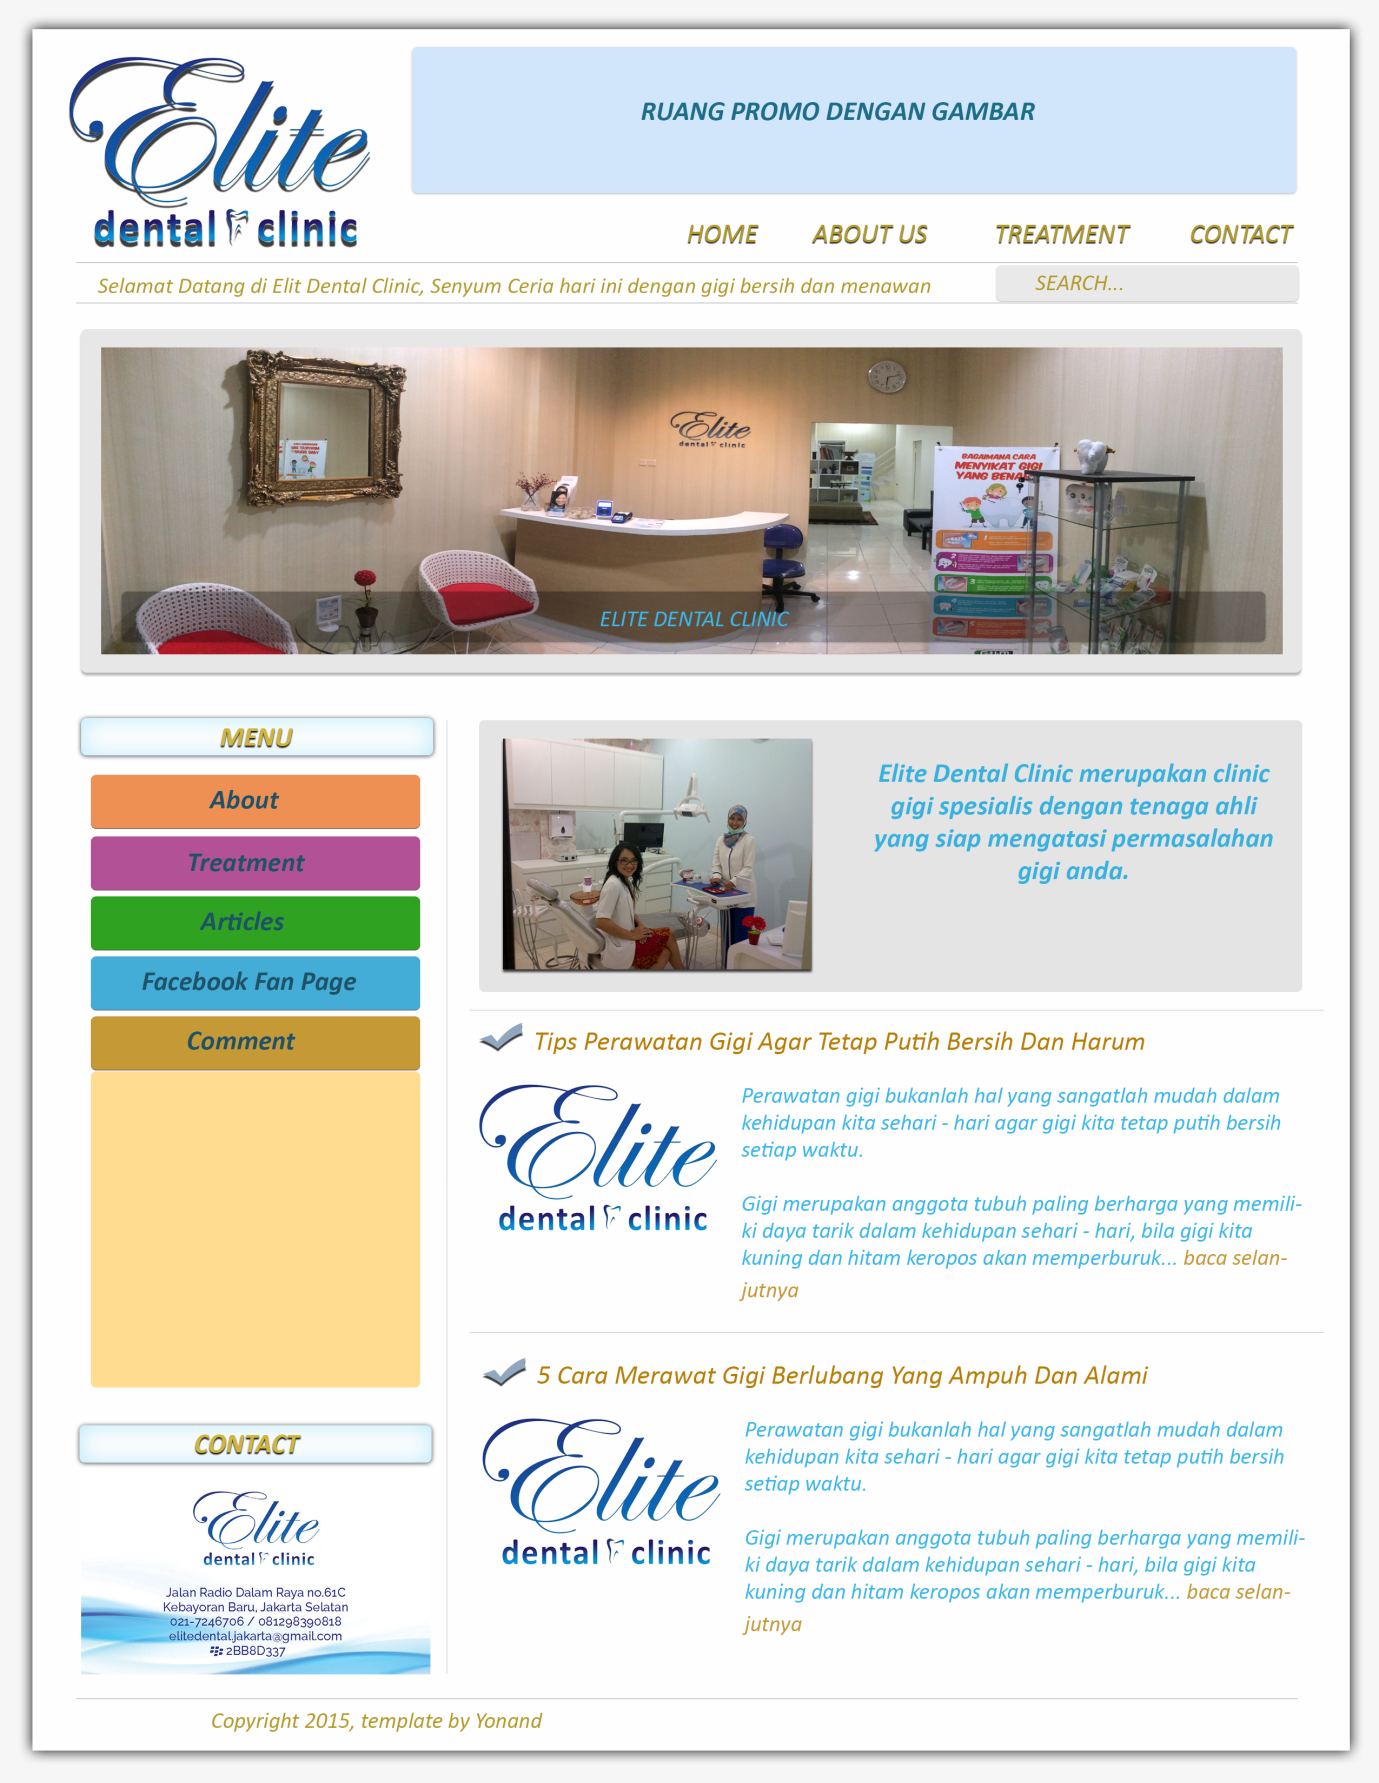 Elite
dental clinic
RUANG PROMO DENGAN GAMBAR
HOME ABOUT US TREATMENT CONTACT
Selamat Datang di Elit Dental Clinic, Senyum Ceria hari ini dengan gigi bersih dan menawan
SEARCH...
Elite
dental clinic
BAGAIMANA CARA
MENYIKAT GIGI
YANG BENAR
1
2
3
ELITE DENTAL CLINIC
MENU
About
Treatment
Articles
Facebook Fan Page
Comment
CONTACT
Elite
dental clinic
Jalan Radio Dalam Raya no.61C
Kebayoran Baru, Jakarta Selatan
021-7246706 / 081298390818
elitedental.jakarta@gmail.com
2BB8D337
Elite Dental Clinic merupakan clinic
gigi spesialis dengan tenaga ahli
yang siap mengatasi permasalahan
gigi anda.
Tips Perawatan Gigi Agar Tetap Putih Bersih Dan Harum
Elite
dental clinic
Perawatan gigi bukanlah hal yang sangatlah mudah dalam
kehidupan kita sehari - hari agar gigi kita tetap putih bersih
setiap waktu.
Gigi merupakan anggota tubuh paling berharga yang memili-
ki daya tarik dalam kehidupan sehari - hari, bila gigi kita
kuning dan hitam keropos akan memperburuk... baca selan-
jutnya
5 Cara Merawat Gigi Berlubang Yang Ampuh Dan Alami
Elite
dental clinic
Perawatan gigi bukanlah hal yang sangatlah mudah dalam
kehidupan kita sehari - hari agar gigi kita tetap putih bersih
setiap waktu.
Gigi merupakan anggota tubuh paling berharga yang memili-
ki daya tarik dalam kehidupan sehari - hari, bila gigi kita
kuning dan hitam keropos akan memperburuk... baca selan-
jutnya
Copyright 2015, template by Yonand